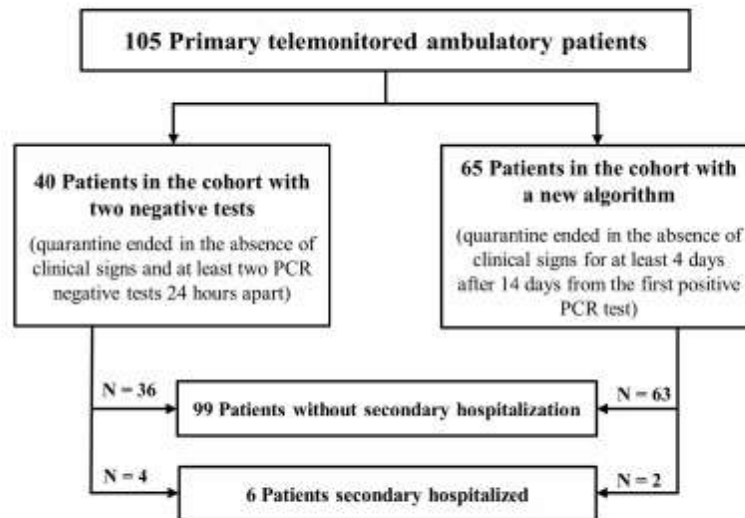 105 Primary telemonitored ambulatory patients
40 Patients in the cohort with
two negative tests
(quarantine ended in the absence of
clinical signs and at least two PCR
negative tests 24 hours apart)
65 Patients in the cohort with
a new algorithm
(quarantine ended in the absence of
clinical signs for at least 4 days
after 14 days from the first positive
PCR test)
N = 36
99 Patients without secondary hospitalization
N = 63
N = 4
6 Patients secondary hospitalized
N = 2